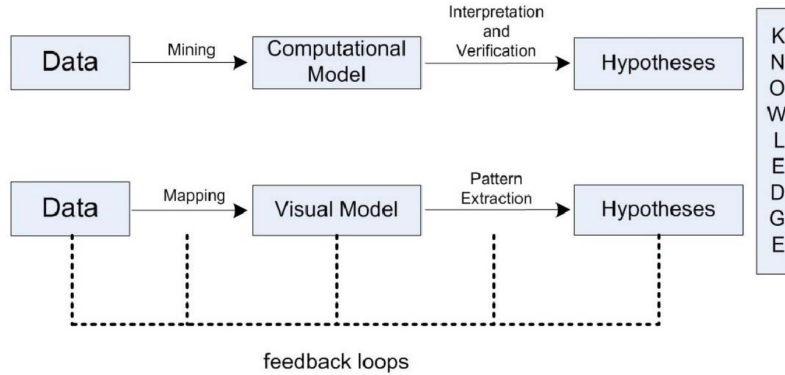 Data
Mining
Computational
Model
Interpretation
and
Verification
Hypotheses
Data
Mapping
Visual Model
Pattern
Extraction
Hypotheses
feedback loops
K
N
O
W
L
E
D
G
E